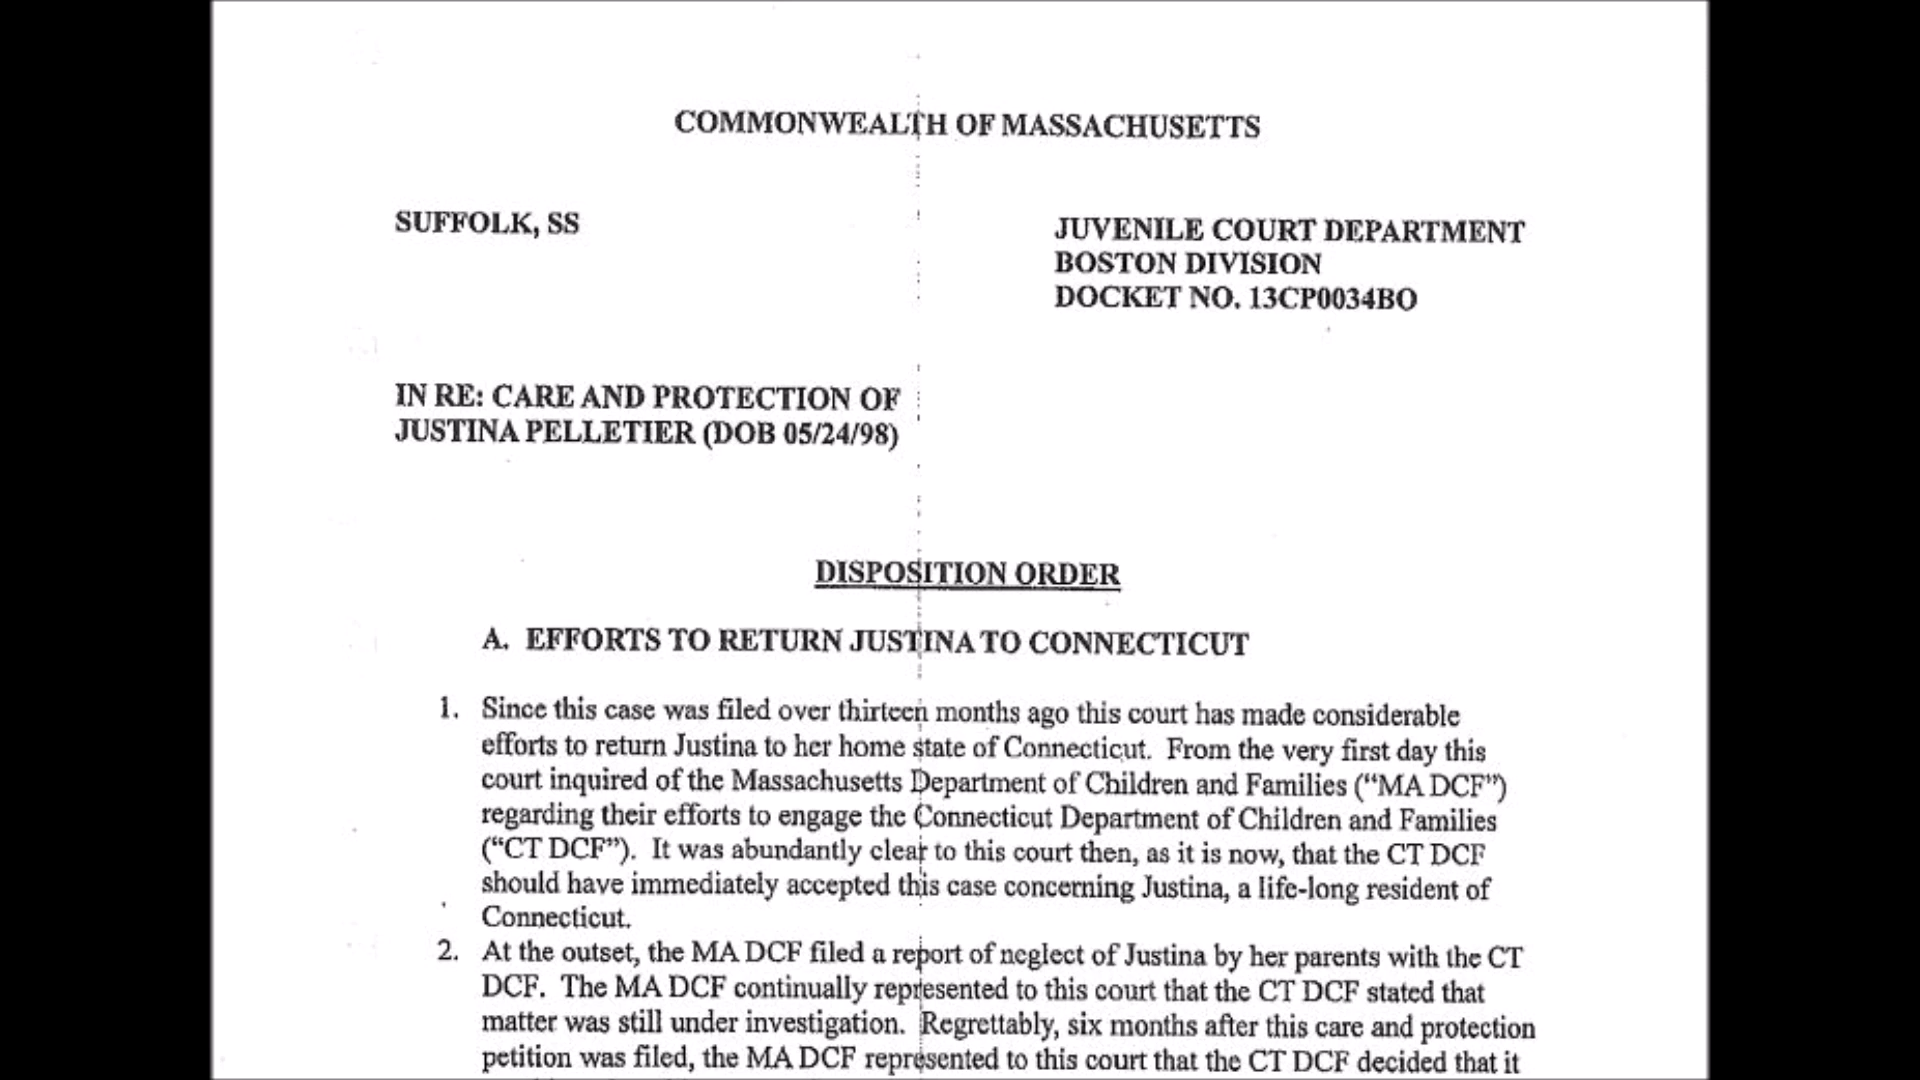 COMMONWEALTH OF MASSACHUSETTS
SUFFOLK, SS
JUVENILE COURT DEPARTMENT
BOSTON DIVISION
DOCKET NO. 13CP0034BO
IN RE: CARE AND PROTECTION OF
JUSTINA PELLETIER (DOB 05/24/98)
DISPOSITION ORDER
A. EFFORTS TO RETURN JUSTINA TO CONNECTICUT
1. Since this case was filed over thirteen months ago this court has made considerable
efforts to return Justina to her home state of Connecticut. From the very first day this
court inquired of the Massachusetts Department of Children and Families (“MA DCF”)
regarding their efforts to engage the Connecticut Department of Children and Families
(“CT DCF”). It was abundantly clear to this court then, as it is now, that the CT DCF
should have immediately accepted this case concerning Justina, a life-long resident of
Connecticut.
2. At the outset, the MA DCF filed a report of neglect of Justina by her parents with the CT
DCF. The MA DCF continually represented to this court that the CT DCF stated that
matter was still under investigation. Regrettably, six months after this care and protection
petition was filed, the MA DCF represented to this court that the CT DCF decided that it